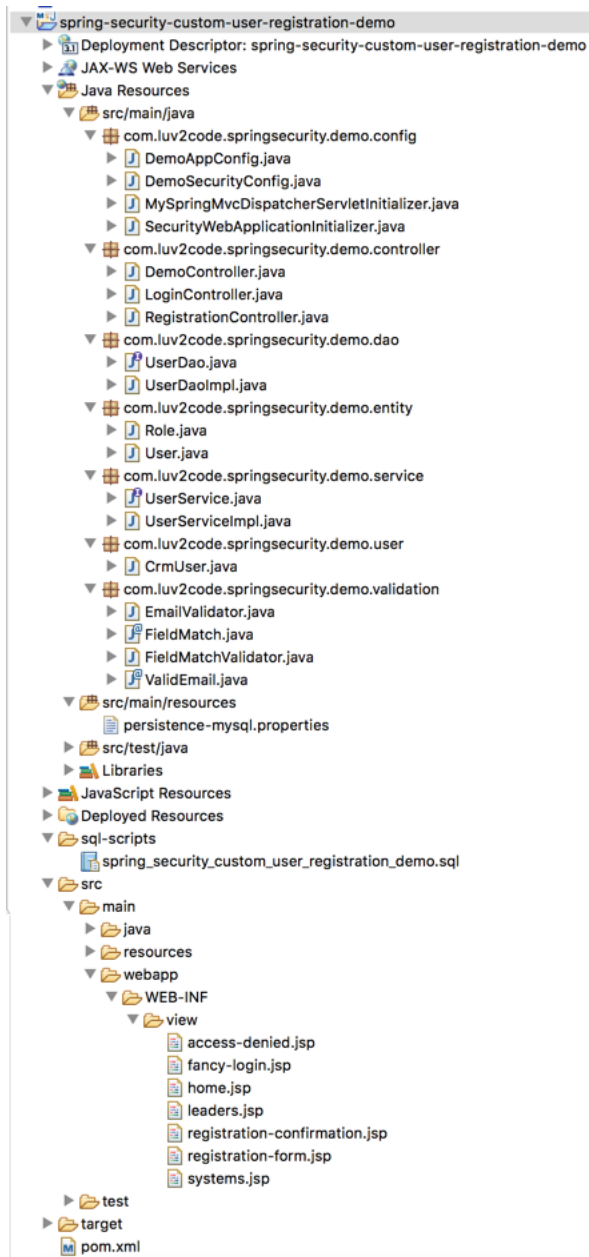 spring-security-custom-user-registration-demo
Deployment Descriptor: spring-security-custom-user-registration-demo
JAX-WS Web Services
Java Resources
src/main/java
com.luv2code.springsecurity.demo.config
DemoAppConfig.java
DemoSecurityConfig.java
MySpringMvcDispatcherServletInitializer.java
SecurityWebApplicationInitializer.java
com.luv2code.springsecurity.demo.controller
DemoController.java
LoginController.java
RegistrationController.java
com.luv2code.springsecurity.demo.dao
UserDao.java
UserDaoImpl.java
com.luv2code.springsecurity.demo.entity
Role.java
User.java
com.luv2code.springsecurity.demo.service
UserService.java
UserServiceImpl.java
com.luv2code.springsecurity.demo.user
CrmUser.java
com.luv2code.springsecurity.demo.validation
EmailValidator.java
FieldMatch.java
FieldMatchValidator.java
ValidEmail.java
src/main/resources
persistence-mysql.properties
src/test/java
Libraries
JavaScript Resources
Deployed Resources
sql-scripts
spring_security_custom_user_registration_demo.sql
src
main
java
resources
webapp
WEB-INF
view
access-denied.jsp
fancy-login.jsp
home.jsp
leaders.jsp
registration-confirmation.jsp
registration-form.jsp
systems.jsp
test
target
pom.xml